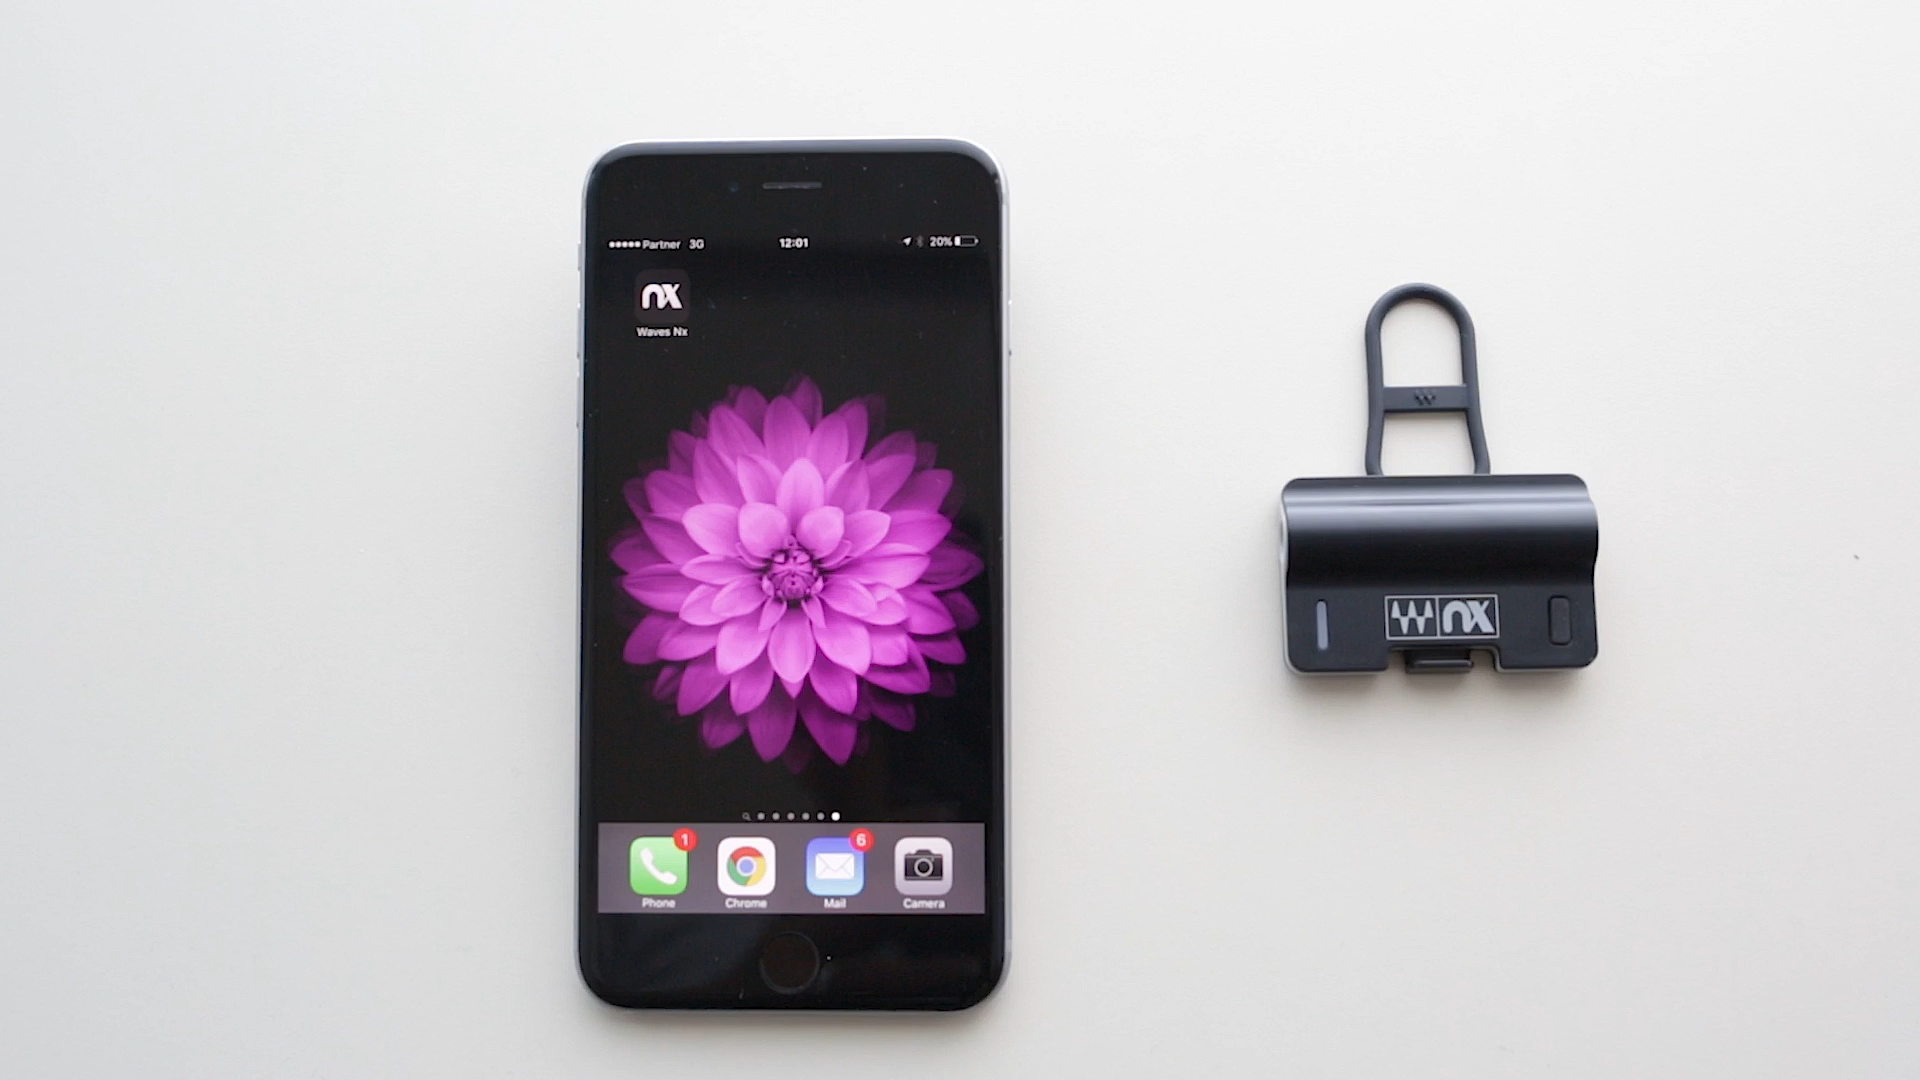 Partner 3G 12:01 20%
nx
Waves Nx
nx
1 6
Phone Chrome Mail Camera